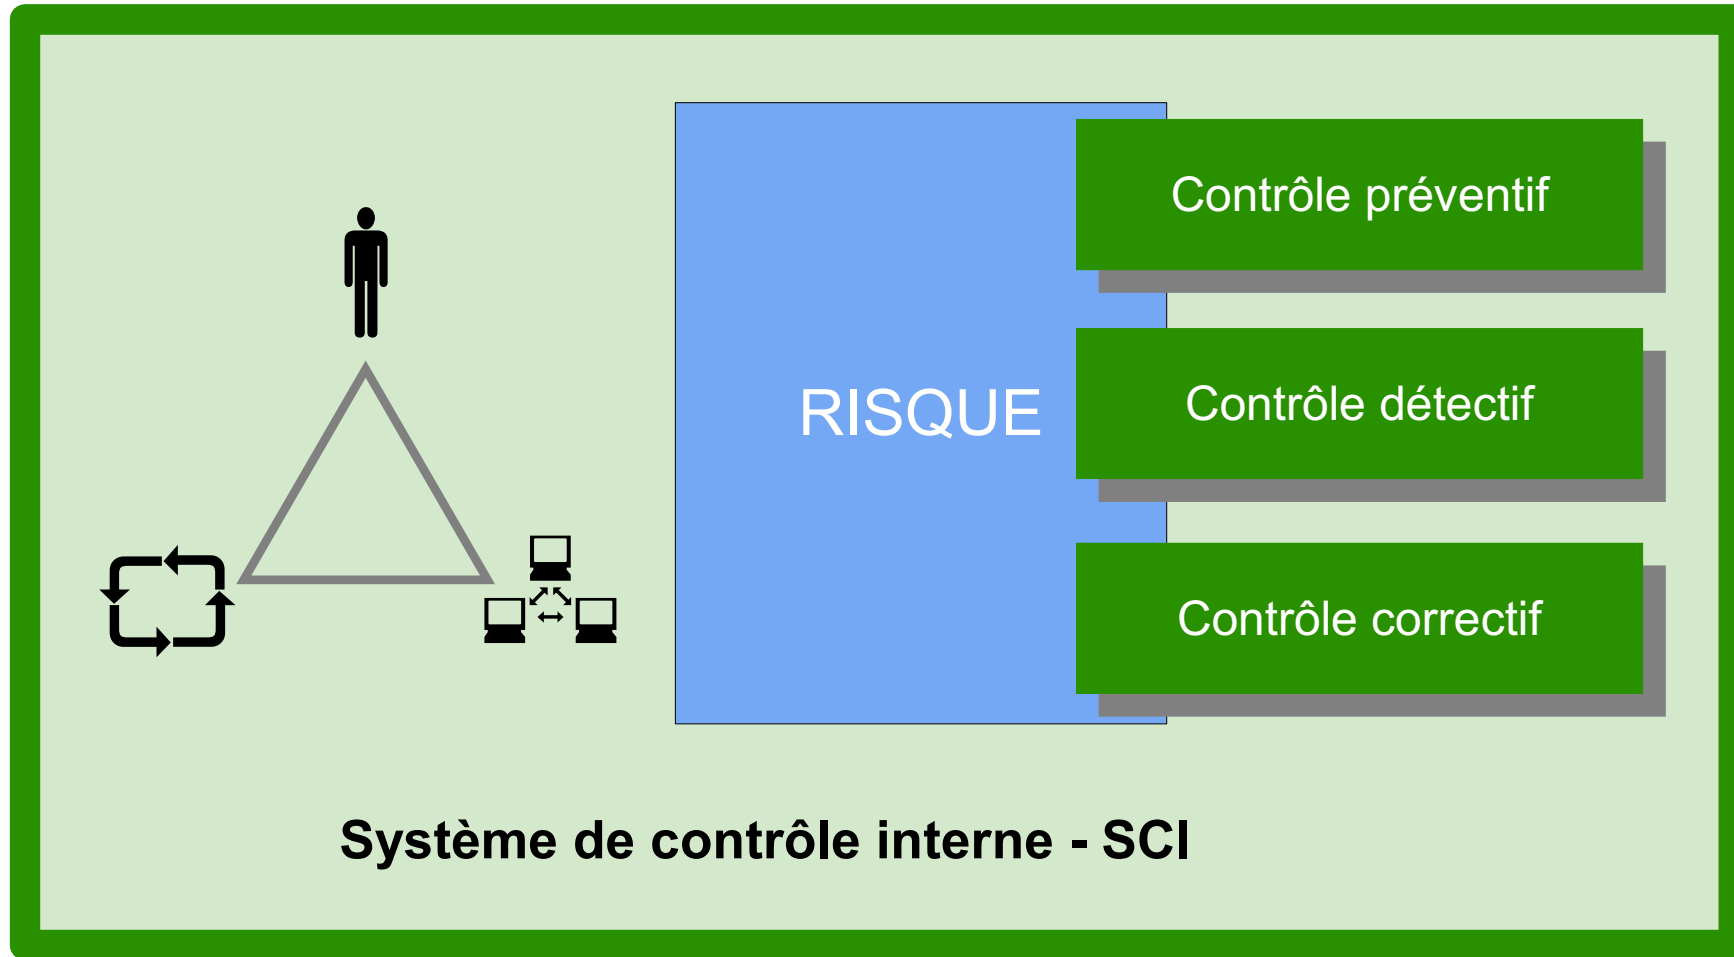 Contrôle préventif
RISQUE
Contrôle détectif
Contrôle correctif
Système de contrôle interne - SCI